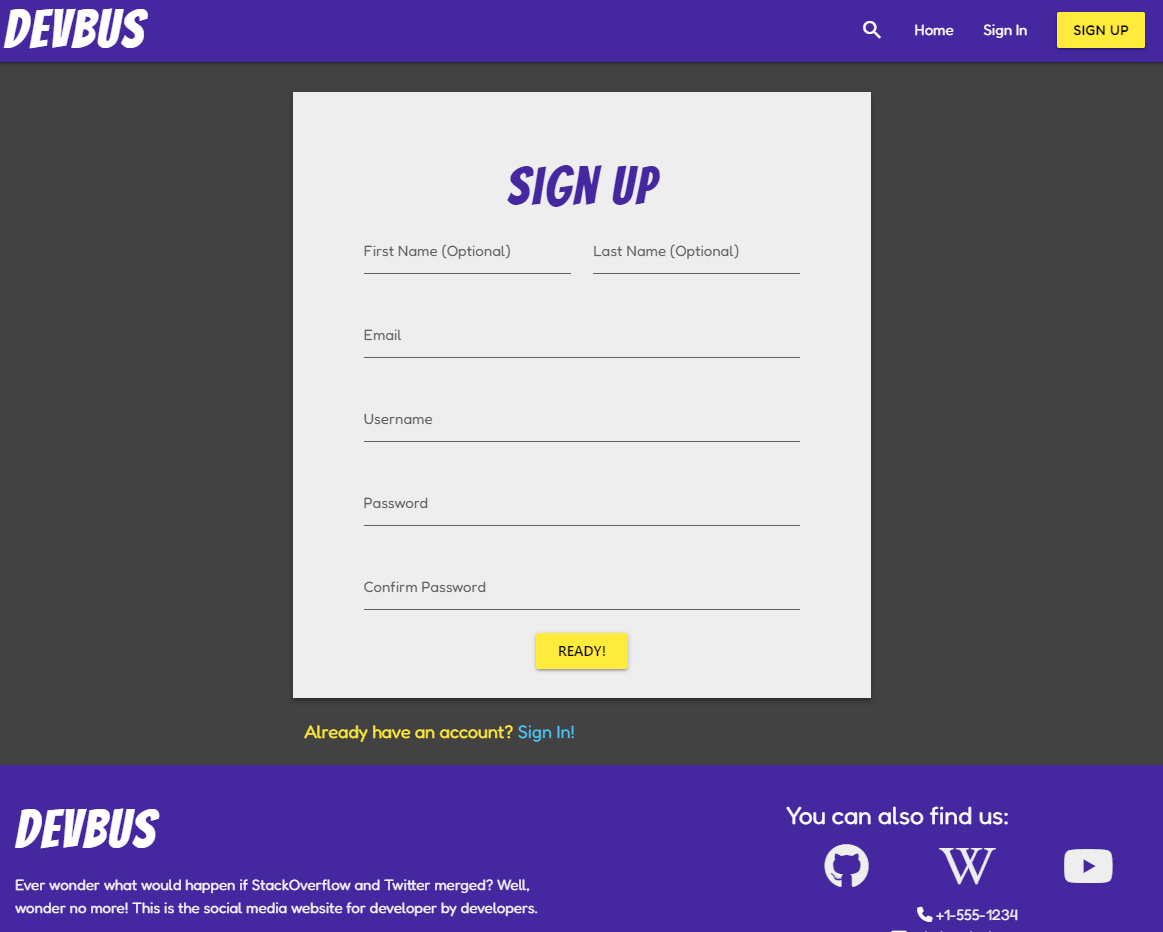 DEVBUS
Home Sign In SIGN UP
SIGN UP
First Name (Optional) Last Name (Optional)
Email
Username
Password
Confirm Password
READY!
Already have an account? Sign In!
DEVBUS
You can also find us:
Ever wonder what would happen if StackOverflow and Twitter merged? Well,
wonder no more! This is the social media website for developer by developers.
+1-555-1234